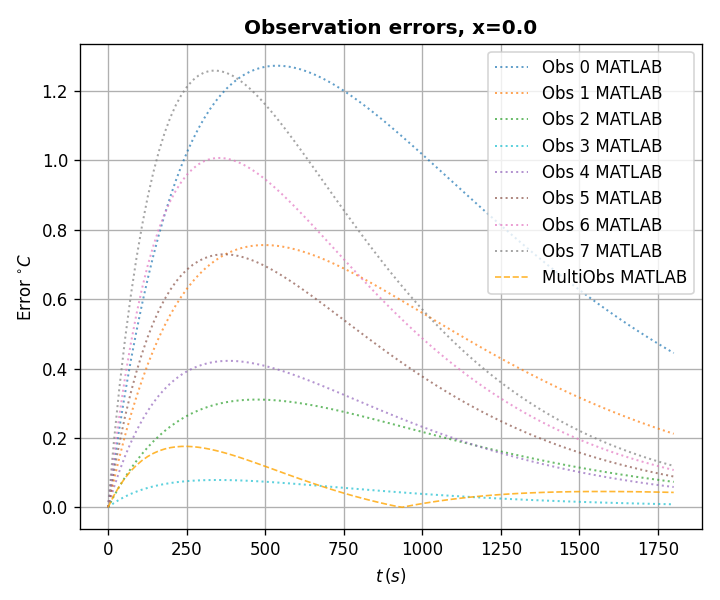 Observation errors, x=0.0
Error °C
1.2
1.0
0.8
0.6
0.4
0.2
0.0
Obs 0 MATLAB
Obs 1 MATLAB
Obs 2 MATLAB
Obs 3 MATLAB
Obs 4 MATLAB
Obs 5 MATLAB
Obs 6 MATLAB
Obs 7 MATLAB
MultiObs MATLAB
0 250 500 750 1000 1250 1500 1750
t (s)